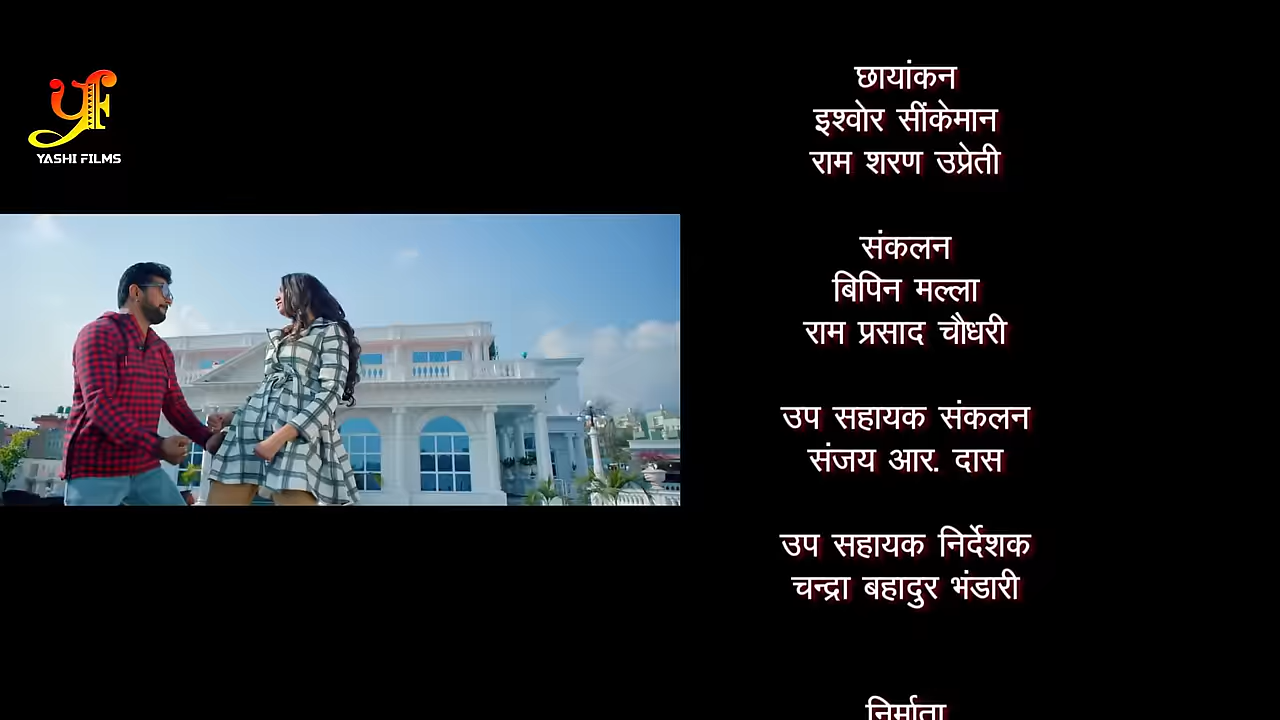 YF
YASHI FILMS
छायांकन
इश्वोर सींकेमान
राम शरण उप्रेती
संकलन
बिपिन मल्ला
राम प्रसाद चौधरी
उप सहायक संकलन
संजय आर. दास
उप सहायक निर्देशक
चन्द्रा बहादुर भंडारी
निर्माता